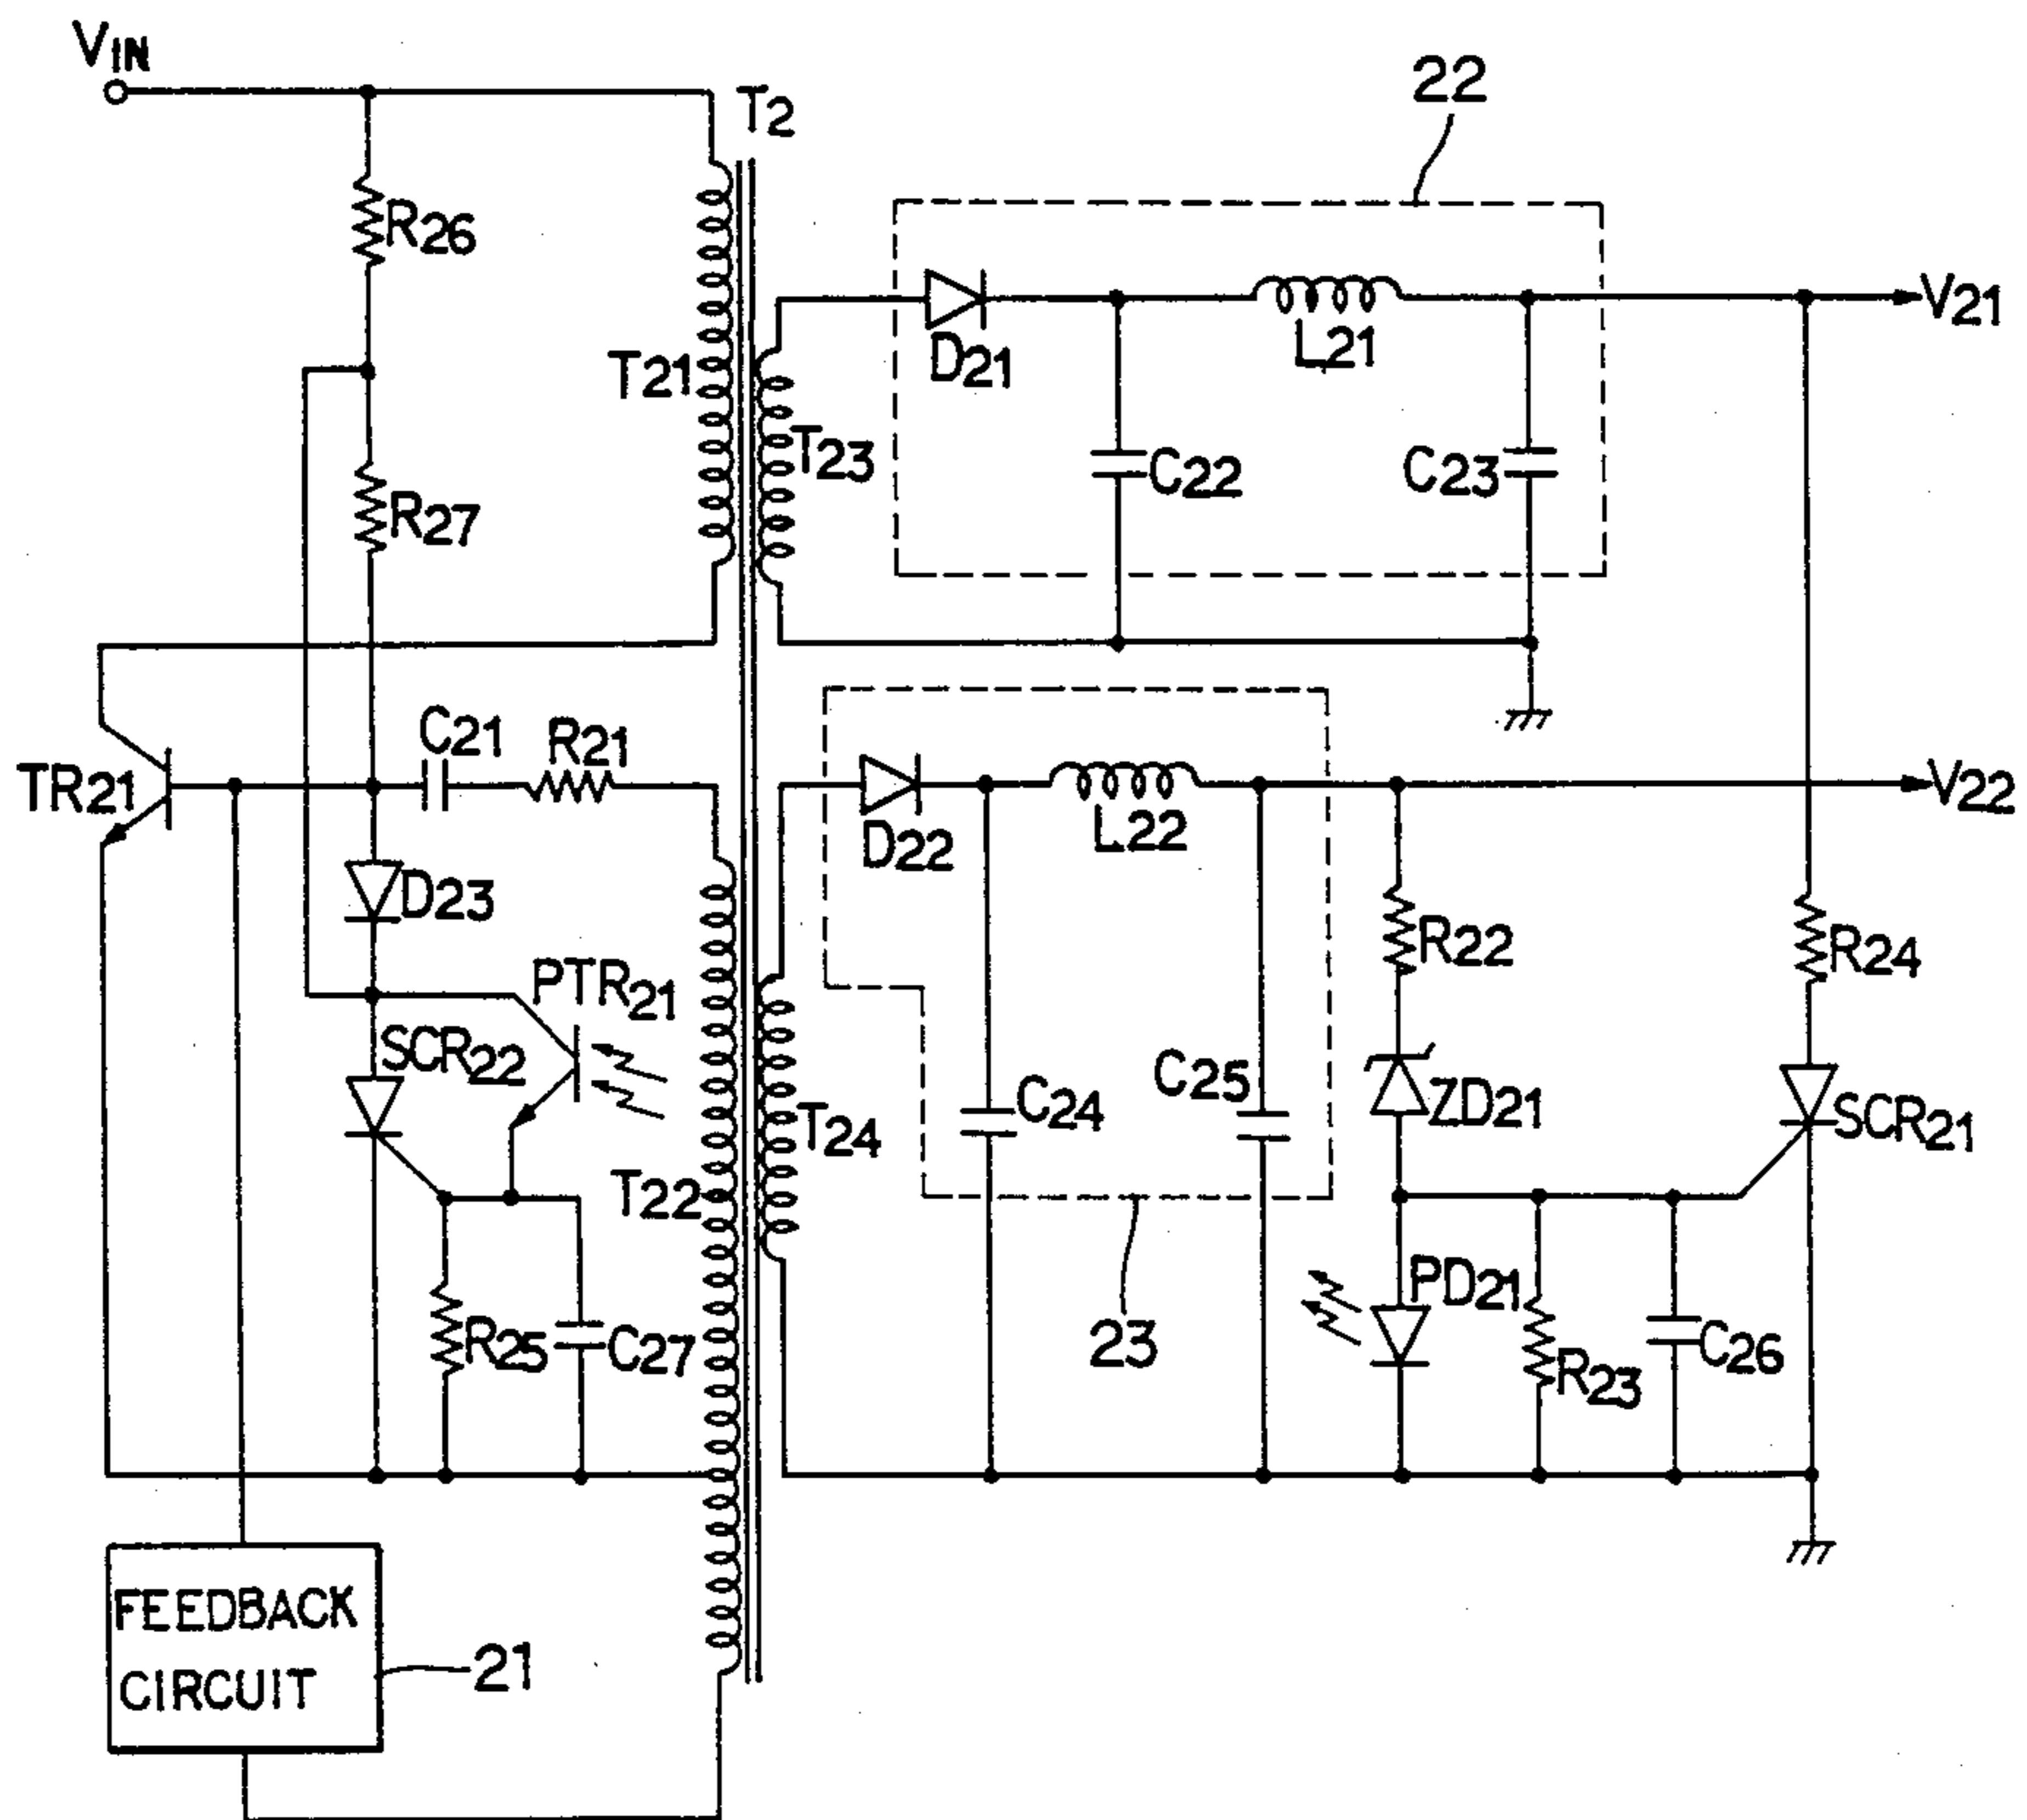 VIN
T2
22
R26
D21
L21
V21
T21
T23
C22
C23
R27
C21
R21
TR21
D22
L22
V22
D23
R22
R24
PTR21
SCR22
C24
C25
ZD21
SCR21
T24
T22
PD21
R25
C27
23
R23
C26
FEEDBACK
CIRCUIT
21